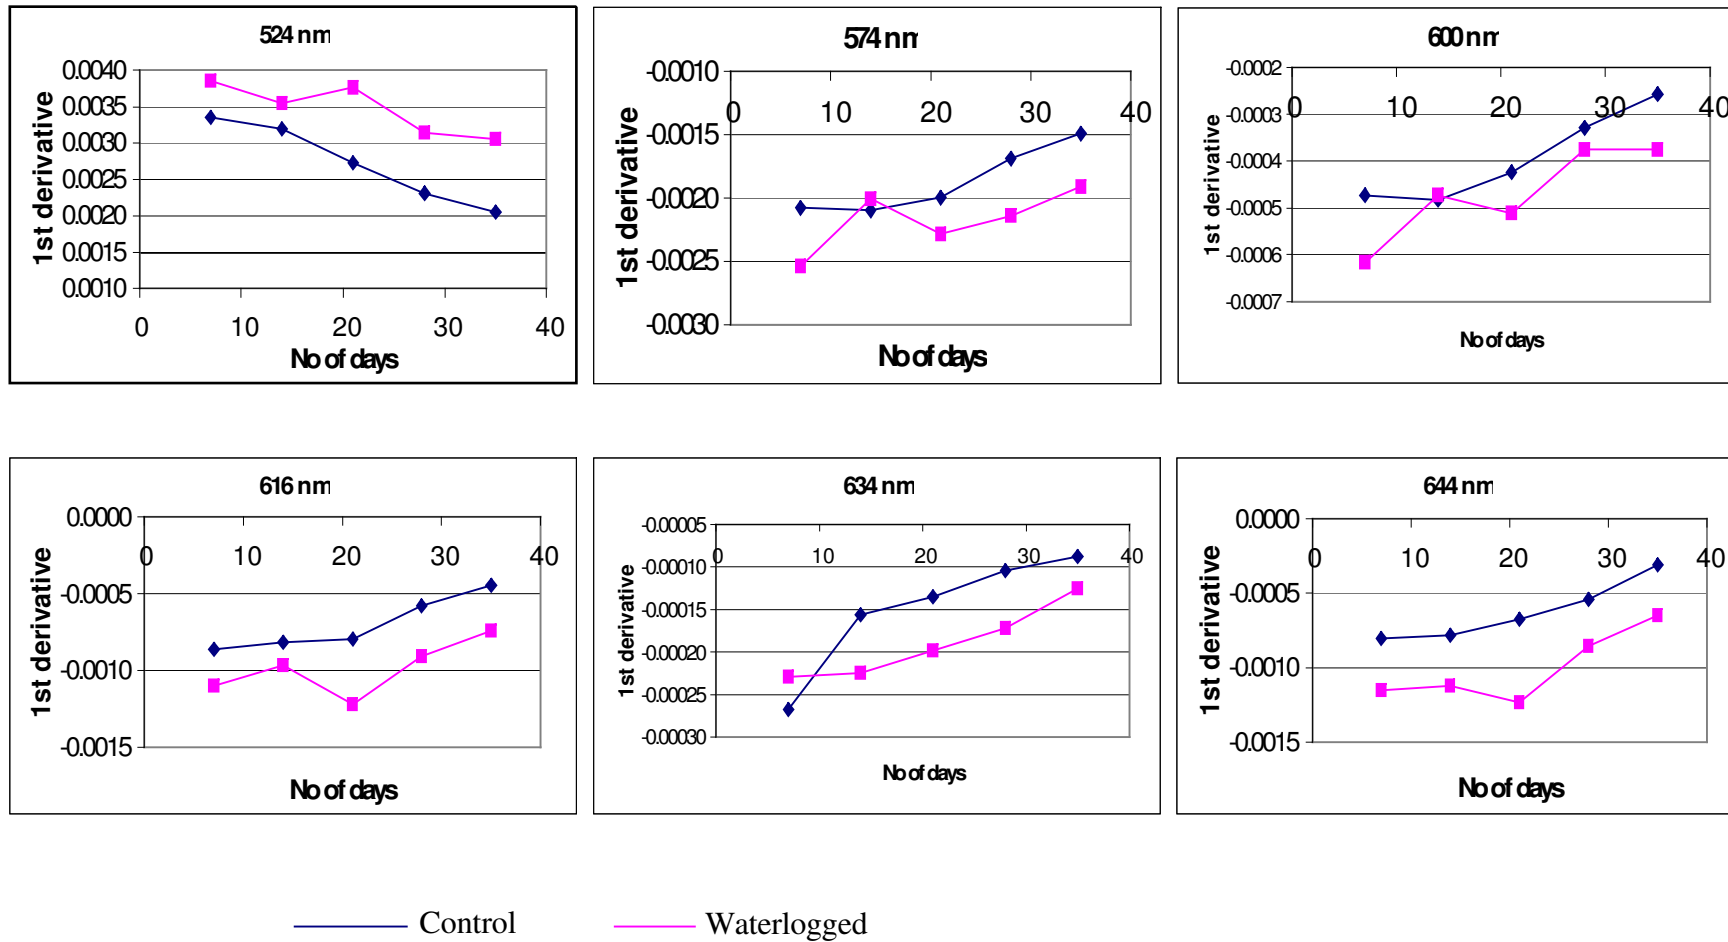 524 nm
0.0040
0.0035
0.0030
0.0025
0.0020
0.0015
0.0010
1st derivative
0 10 20 30 40
No of days
574 nm
-0.0010
-0.0015
-0.0020
-0.0025
-0.0030
1st derivative
0 10 20 30 40
No of days
600 nm
-0.0002
-0.0003
-0.0004
-0.0005
-0.0006
-0.0007
1st derivative
0 10 20 30 40
No of days
616 nm
0.0000
-0.0005
-0.0010
-0.0015
1st derivative
0 10 20 30 40
No of days
634 nm
-0.00005
-0.00010
-0.00015
-0.00020
-0.00025
-0.00030
1st derivative
0 10 20 30 40
No of days
644 nm
0.0000
-0.0005
-0.0010
-0.0015
1st derivative
0 10 20 30 40
No of days
Control Waterlogged